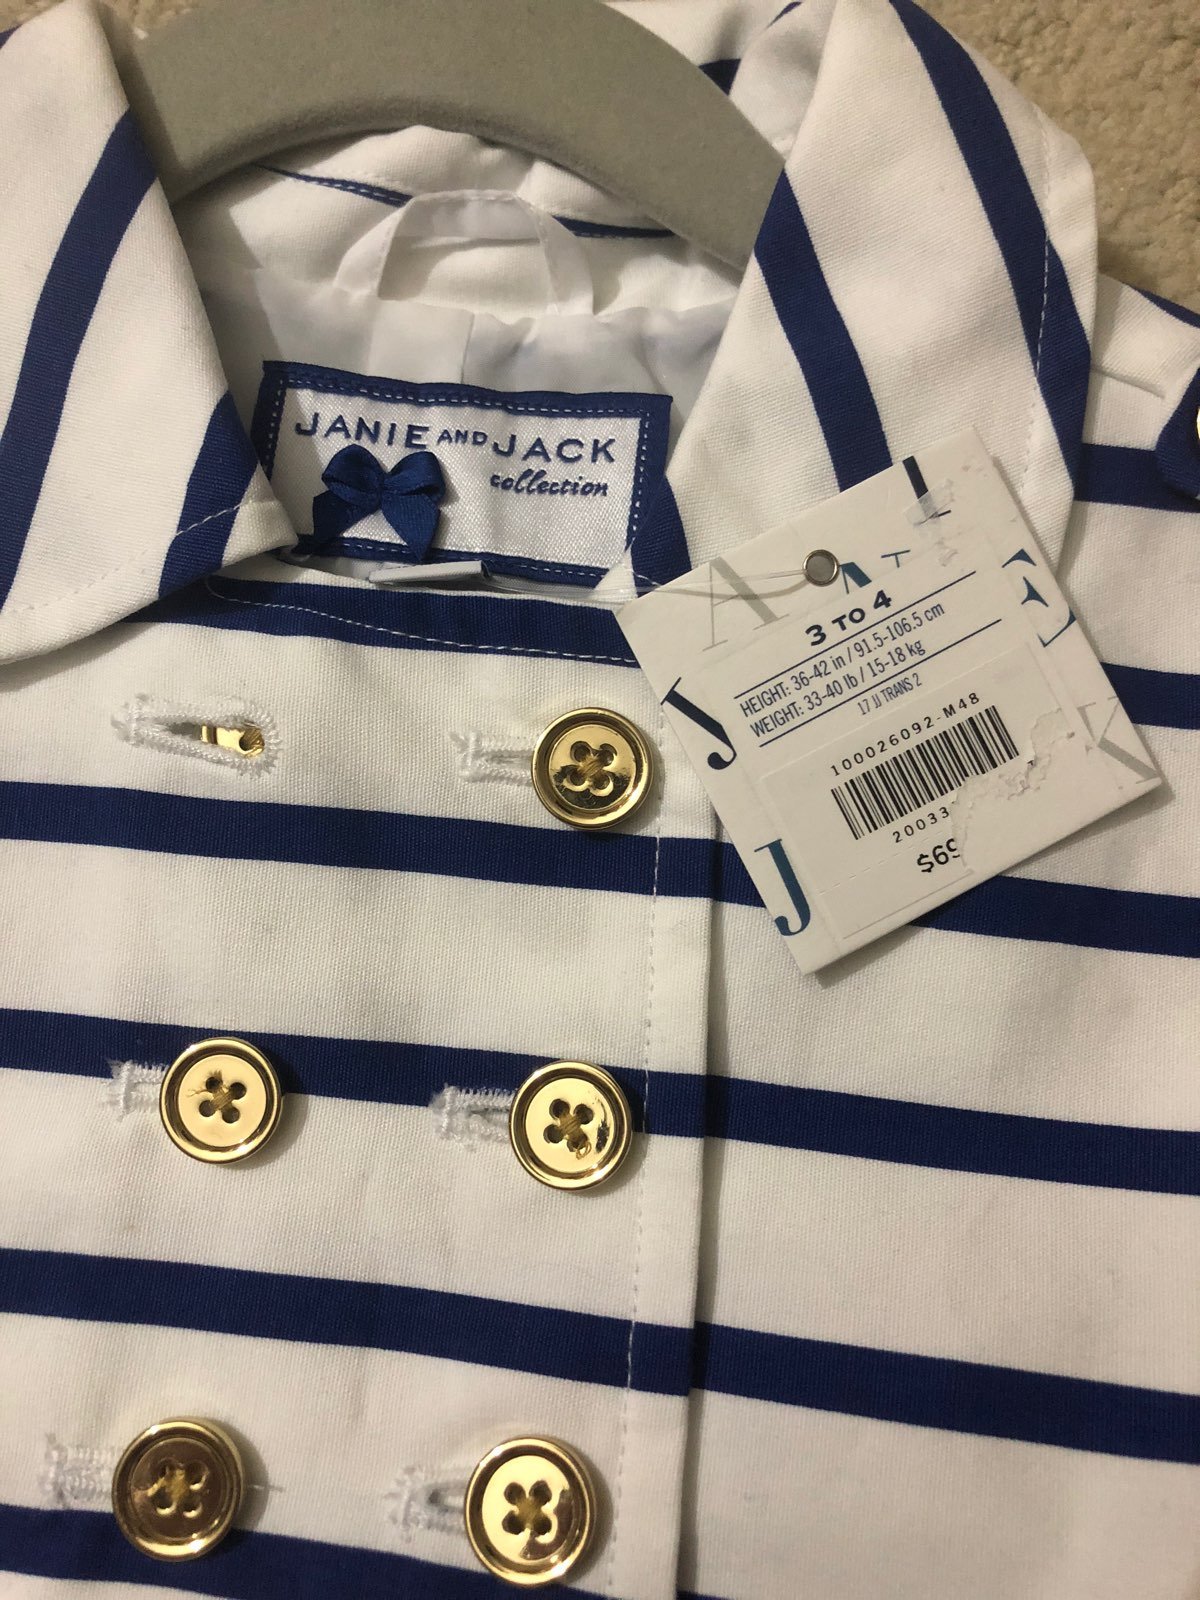 JANIE AND JACK
collection
3 TO 4
HEIGHT: 36-42 in / 91.5-106.5 cm
WEIGHT: 33-40 lb / 15-18 kg
17 JJ TRANS 2
100026092-M48
20033
$69